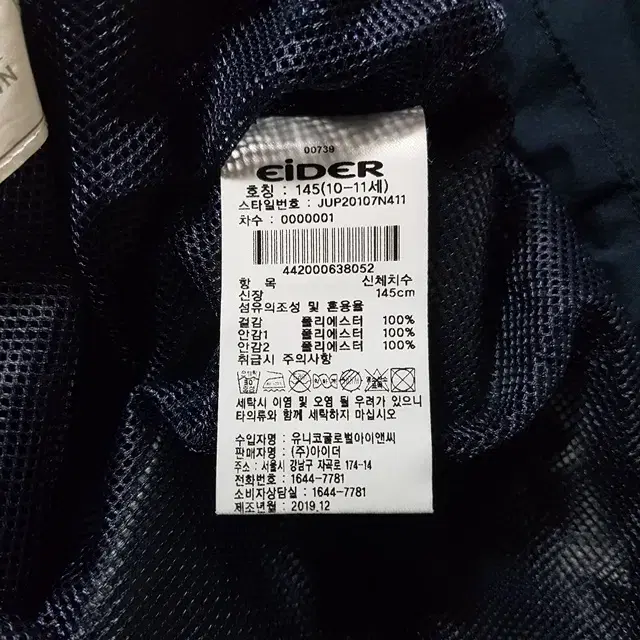 00739
EiDER
호칭 : 145(10-11세)
스타일번호 : JUP20107N411
차수 : 0000001
442000638052
항 목 신체치수
신장 145cm
섬유의조성 및 혼용율
겉감 폴리에스터 100%
안감1 폴리에스터 100%
안감2 폴리에스터 100%
취급시 주의사항
세탁시 이염 및 오염 될 우려가 있으니
타의류와 함께 세탁하지 마십시오
수입자명 : 유니코글로벌아이앤씨
판매자명 : (주)아이더
주소 : 서울시 강남구 자곡로 174-14
전화번호 : 1644-7781
소비자상담실 : 1644-7781
제조년월 : 2019.12